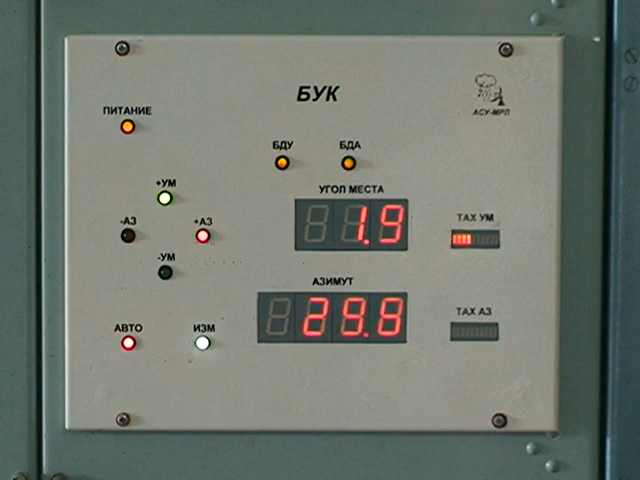 БУК
АСУ-МРЛ
ПИТАНИЕ
БДУ
БДА
+УМ
УГОЛ МЕСТА
-АЗ
+АЗ
1.9
ТАХ УМ
-УМ
АЗИМУТ
29.8
ТАХ АЗ
АВТО
ИЗМ